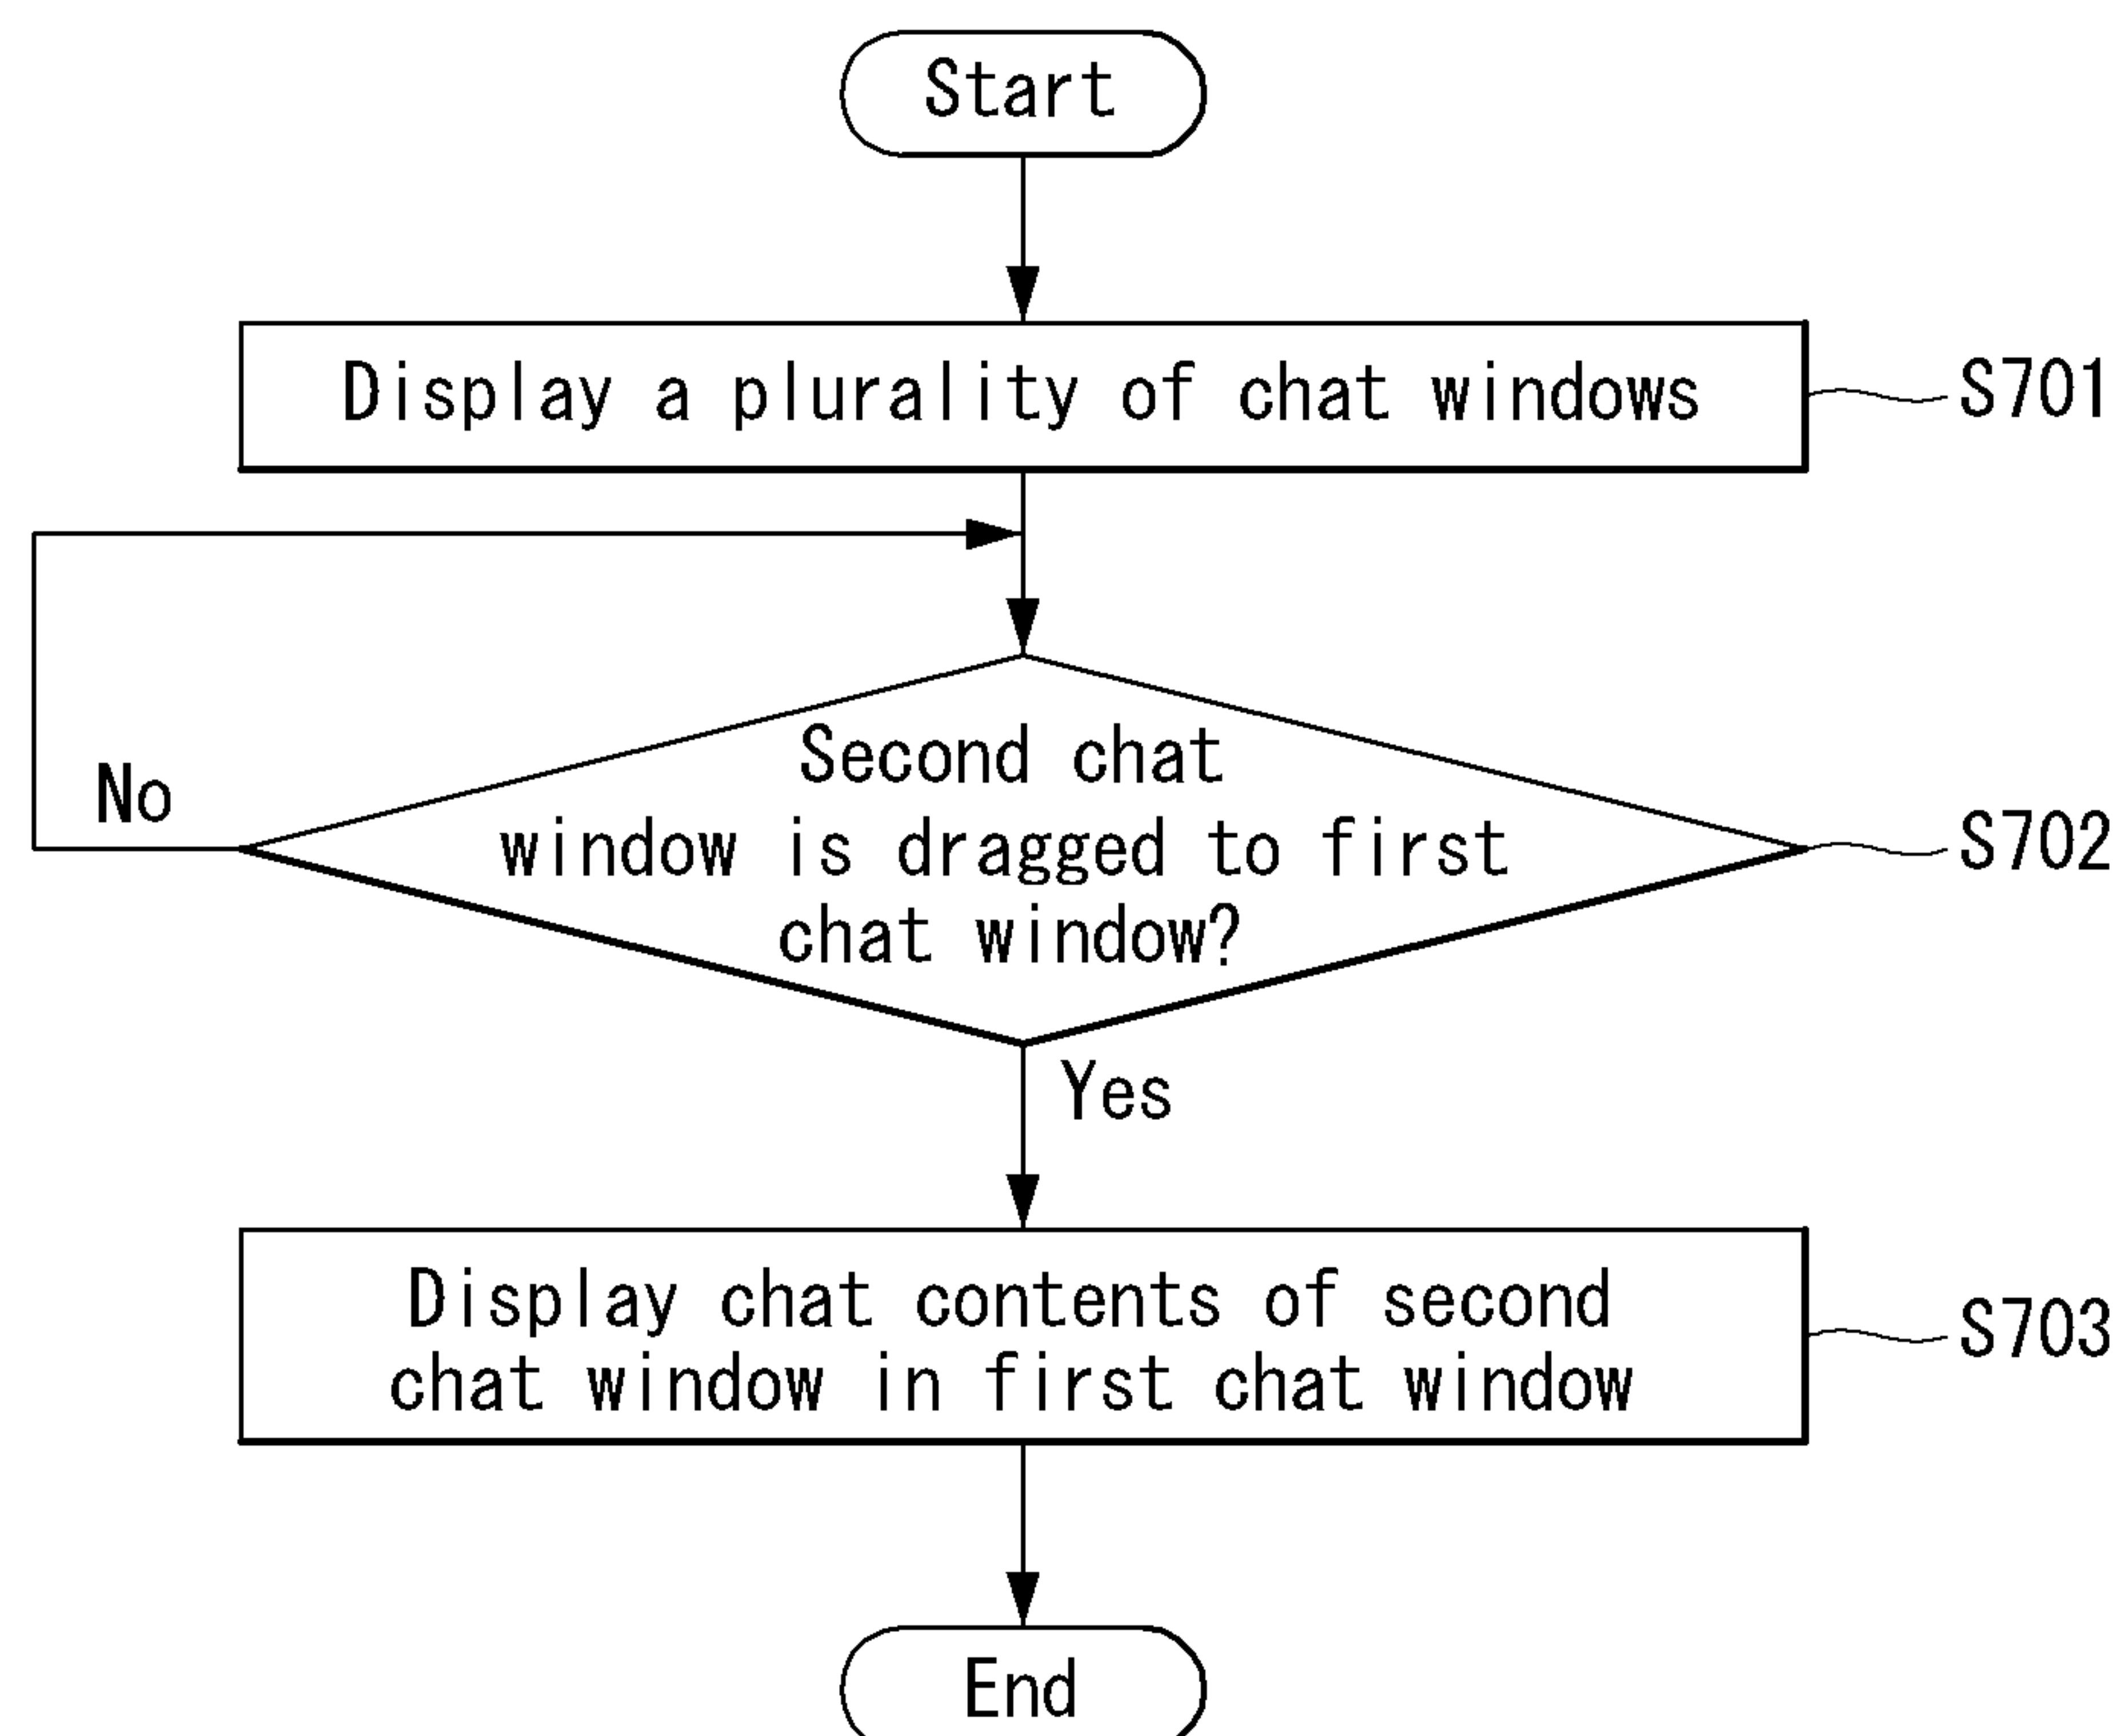 Start
Display a plurality of chat windows
S701
No
Second chat
window is dragged to first
chat window?
S702
Yes
Display chat contents of second
chat window in first chat window
S703
End